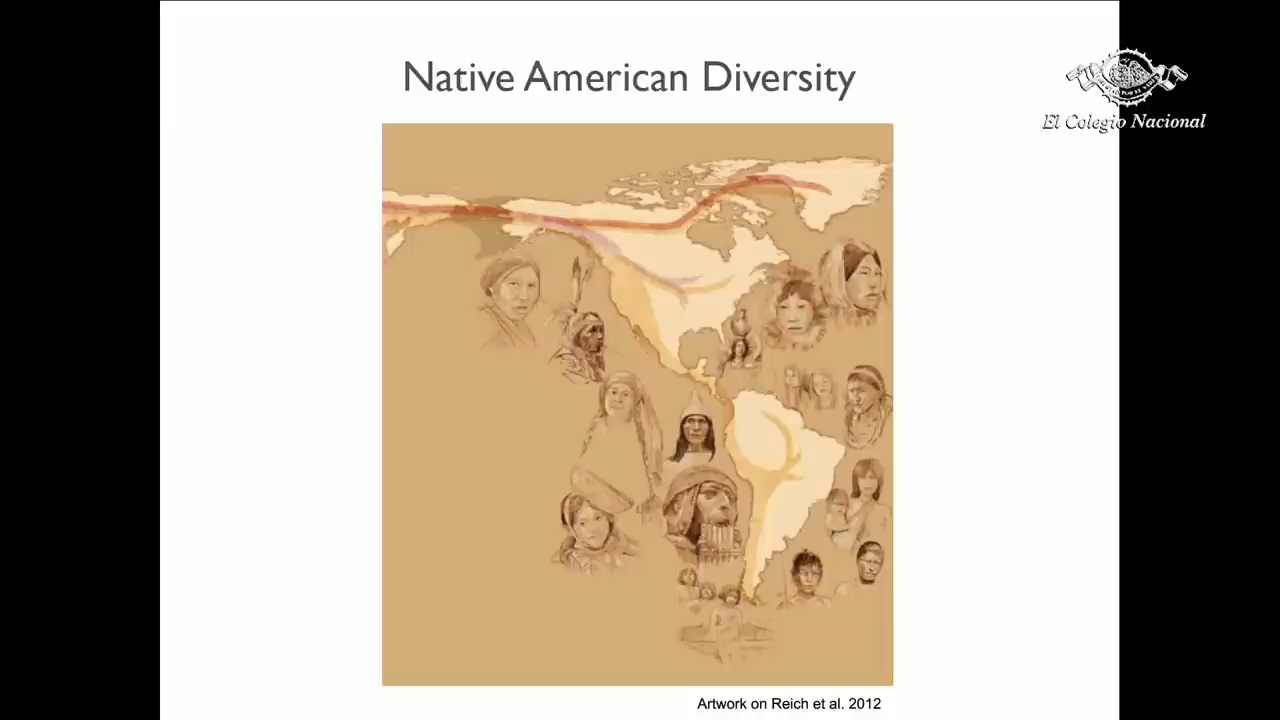 Native American Diversity
El Colegio Nacional
Artwork on Reich et al. 2012